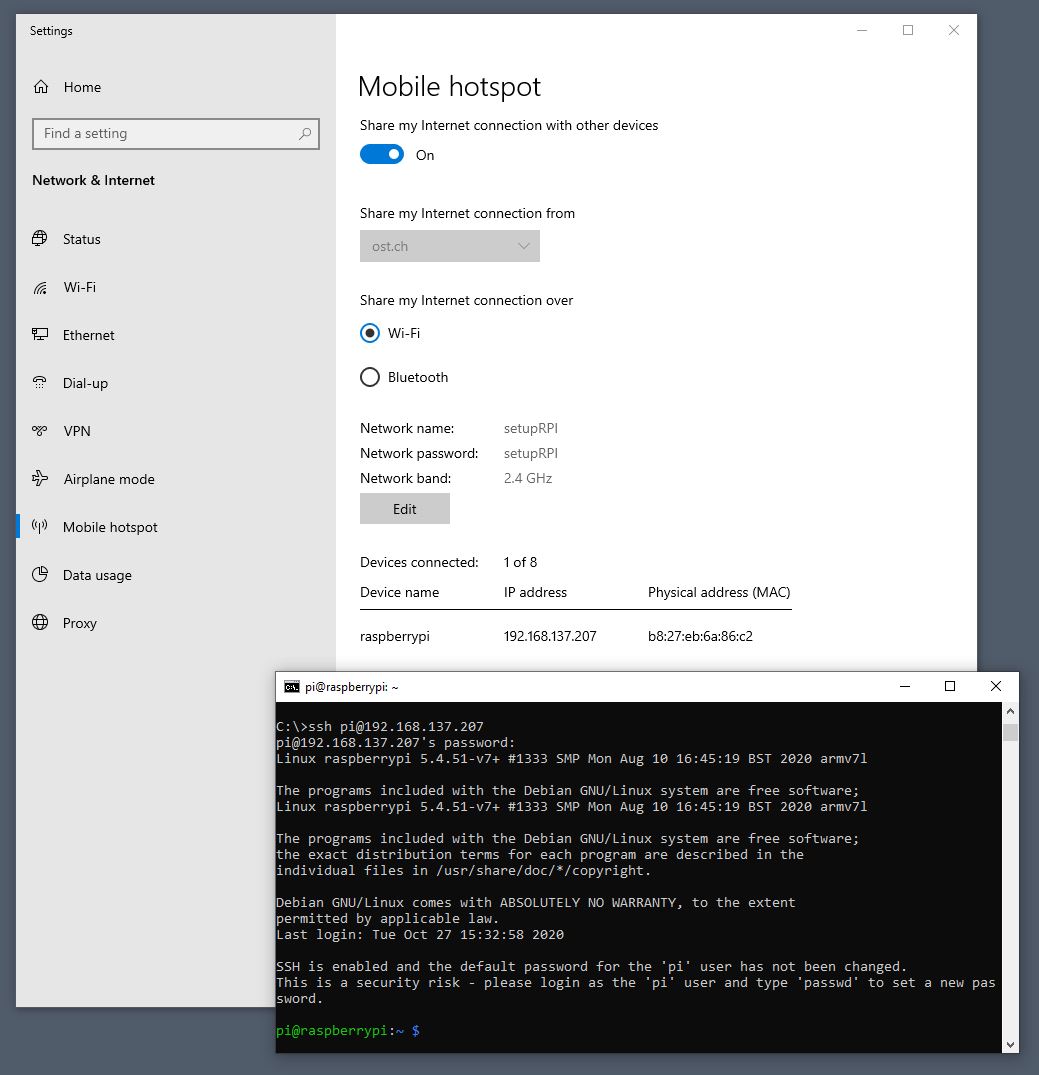 Settings
Home
Find a setting
Network & Internet
Status
Wi-Fi
Ethernet
Dial-up
VPN
Airplane mode
Mobile hotspot
Data usage
Proxy
Mobile hotspot
Share my Internet connection with other devices
On
Share my Internet connection from
ost.ch
Share my Internet connection over
Wi-Fi
Bluetooth
Network name: setupRPI
Network password: setupRPI
Network band: 2.4 GHz
Edit
Devices connected: 1 of 8
Device name IP address Physical address (MAC)
raspberrypi 192.168.137.207 b8:27:eb:6a:86:c2
pi@raspberrypi: ~
C:\>ssh pi@192.168.137.207
pi@192.168.137.207's password:
Linux raspberrypi 5.4.51-v7+ #1333 SMP Mon Aug 10 16:45:19 BST 2020 armv7l
The programs included with the Debian GNU/Linux system are free software;
Linux raspberrypi 5.4.51-v7+ #1333 SMP Mon Aug 10 16:45:19 BST 2020 armv7l
The programs included with the Debian GNU/Linux system are free software;
the exact distribution terms for each program are described in the
individual files in /usr/share/doc/*/copyright.
Debian GNU/Linux comes with ABSOLUTELY NO WARRANTY, to the extent
permitted by applicable law.
Last login: Tue Oct 27 15:32:58 2020
SSH is enabled and the default password for the 'pi' user has not been changed.
This is a security risk - please login as the 'pi' user and type 'passwd' to set a new pas
sword.
pi@raspberrypi:~ $